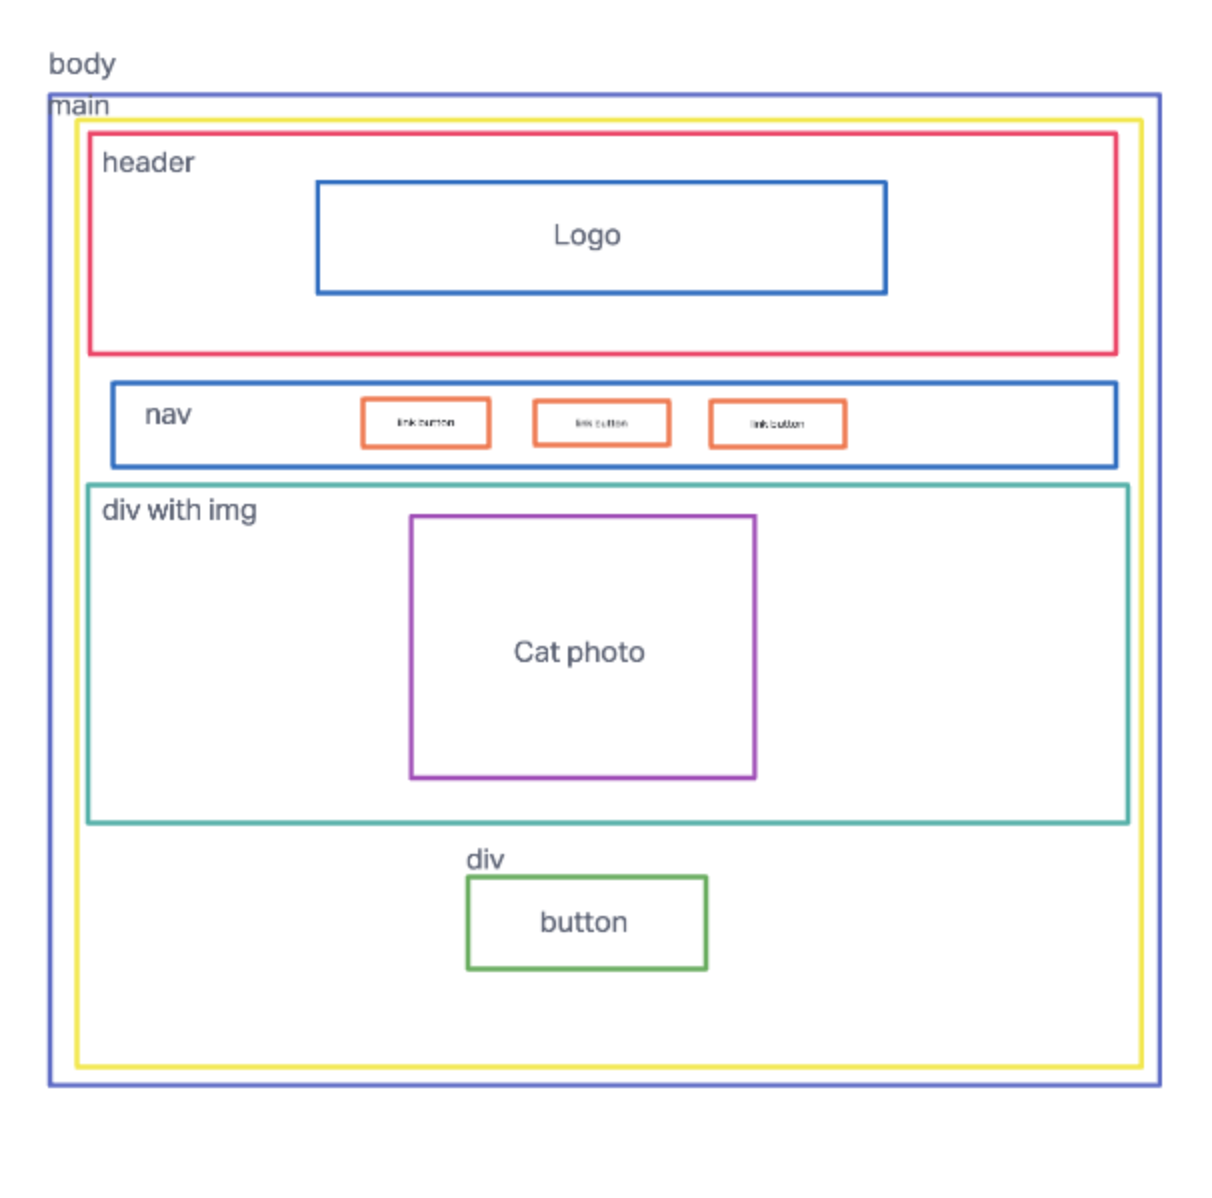 body
main
header
Logo
nav
link button
link button
link button
div with img
Cat photo
div
button